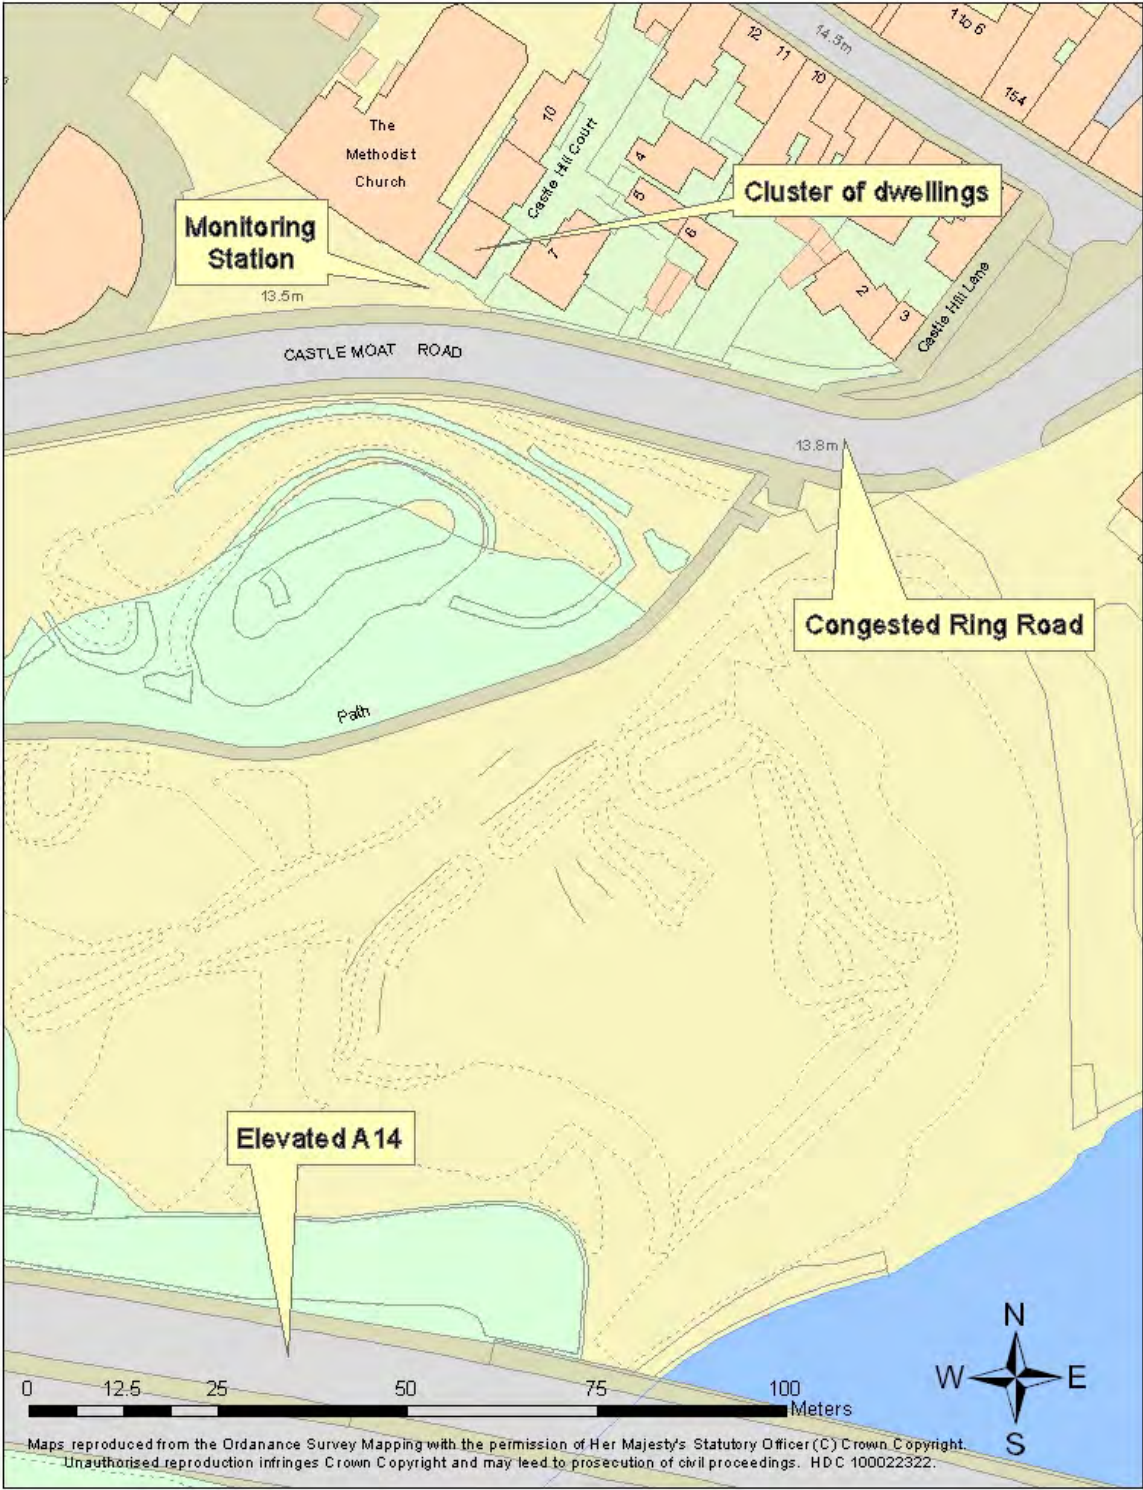 1 to 6
14.5m
12
11
10
154
The
Methodist
Church
10
Castle Hill Court
4
5
6
7
Cluster of dwellings
Monitoring
Station
13.5m
2
3
Castle Hill Lane
CASTLE MOAT ROAD
13.8m
Congested Ring Road
Path
Elevated A14
N
W E
S
0 12.5 25 50 75 100
Meters
Maps reproduced from the Ordanance Survey Mapping with the permission of Her Majesty's Statutory Officer (C) Crown Copyright.
Unauthorised reproduction infringes Crown Copyright and may leed to prosecution of civil proceedings. HDC 100022322.